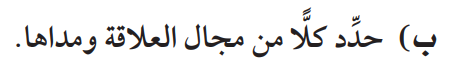 ب) حدِّد كلًّا من مجال العلاقة ومداها.